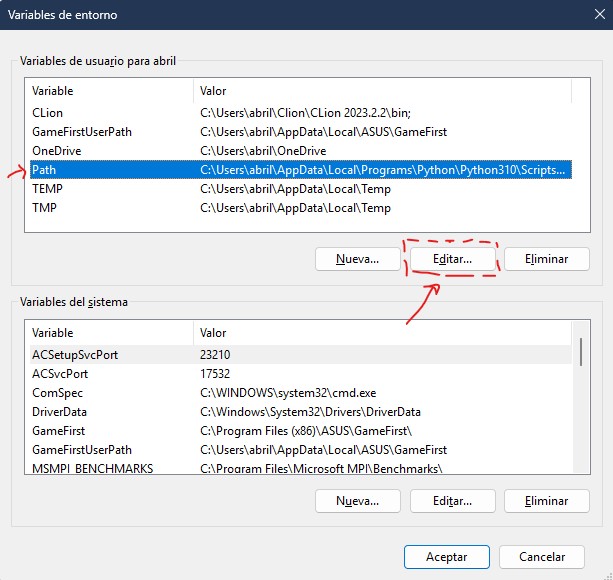 Variables de entorno
Variables de usuario para abril
Variable Valor
CLion C:\Users\abril\Clion\CLion 2023.2.2\bin;
GameFirstUserPath C:\Users\abril\AppData\Local\ASUS\GameFirst
OneDrive C:\Users\abril\OneDrive
Path C:\Users\abril\AppData\Local\Programs\Python\Python310\Scripts...
TEMP C:\Users\abril\AppData\Local\Temp
TMP C:\Users\abril\AppData\Local\Temp
Nueva... Editar... Eliminar
Variables del sistema
Variable Valor
ACSetupSvcPort 23210
ACSvcPort 17532
ComSpec C:\WINDOWS\system32\cmd.exe
DriverData C:\Windows\System32\Drivers\DriverData
GameFirst C:\Program Files (x86)\ASUS\GameFirst\
GameFirstUserPath C:\Users\abril\AppData\Local\ASUS\GameFirst
MSMPI_BENCHMARKS C:\Program Files\Microsoft MPI\Benchmarks\
Nueva... Editar... Eliminar
Aceptar Cancelar